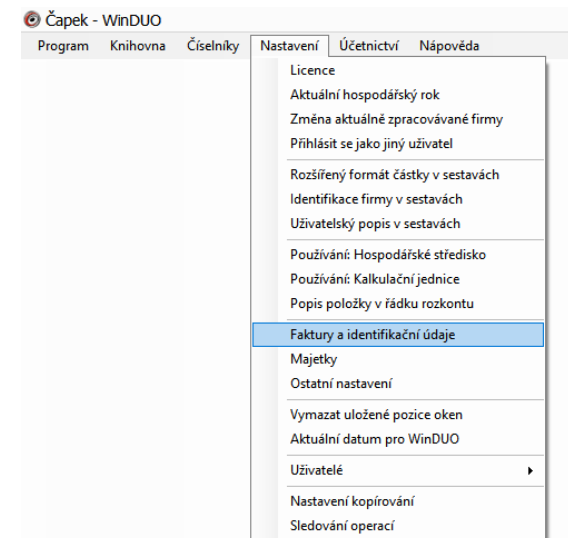 Čapek - WinDUO
Program Knihovna Číselníky Nastavení Účetnictví Nápověda
Licence
Aktuální hospodářský rok
Změna aktuálně zpracovávané firmy
Přihlásit se jako jiný uživatel
Rozšířený formát částky v sestavách
Identifikace firmy v sestavách
Uživatelský popis v sestavách
Používání: Hospodářské středisko
Používání: Kalkulační jednice
Popis položky v řádku rozkontu
Faktury a identifikační údaje
Majetky
Ostatní nastavení
Vymazat uložené pozice oken
Aktuální datum pro WinDUO
Uživatelé
Nastavení kopírování
Sledování operací